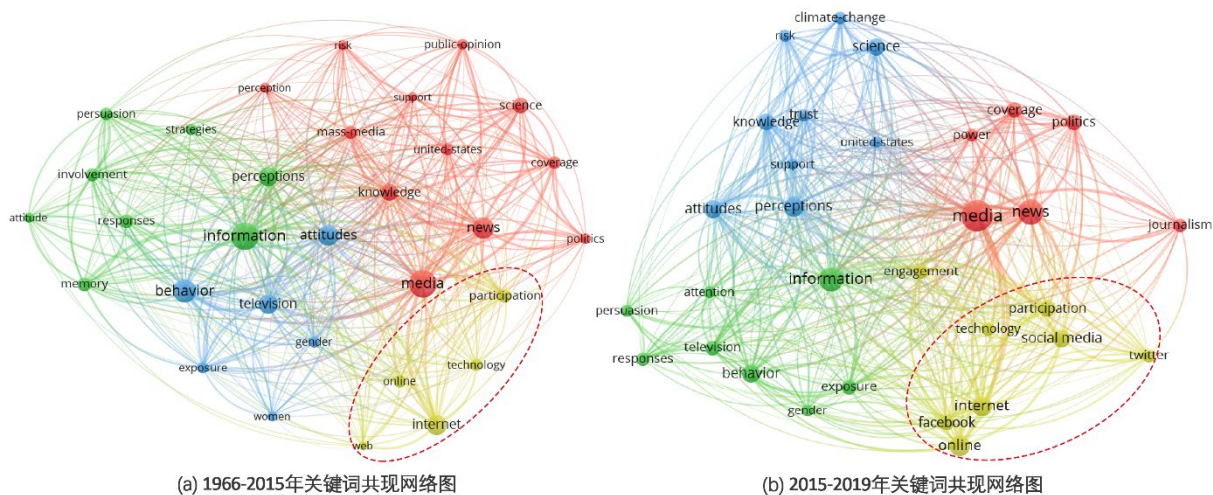 risk
public-opinion
perception
support
science
persuasion
strategies
mass-media
united-states
coverage
involvement
perceptions
knowledge
attitude
responses
information
attitudes
news
politics
memory
behavior
television
media
participation
gender
exposure
online
technology
women
internet
web
(a) 1966-2015年关键词共现网络图
climate-change
risk
science
coverage
politics
knowledge
trust
power
united-states
support
attitudes
perceptions
media
news
journalism
information
engagement
attention
persuasion
participation
technology
social media
television
responses
twitter
behavior
exposure
gender
internet
facebook
online
(b) 2015-2019年关键词共现网络图